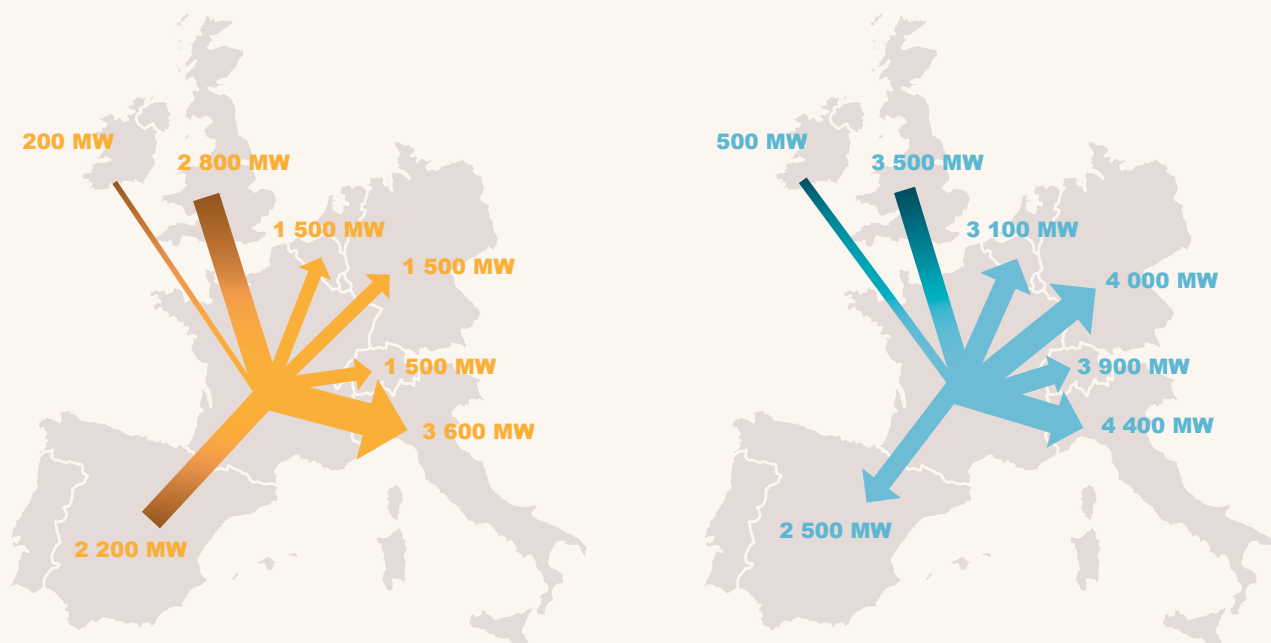 200 MW
2 800 MW
1 500 MW
1 500 MW
1 500 MW
3 600 MW
2 200 MW
500 MW
3 500 MW
3 100 MW
4 000 MW
3 900 MW
4 400 MW
2 500 MW